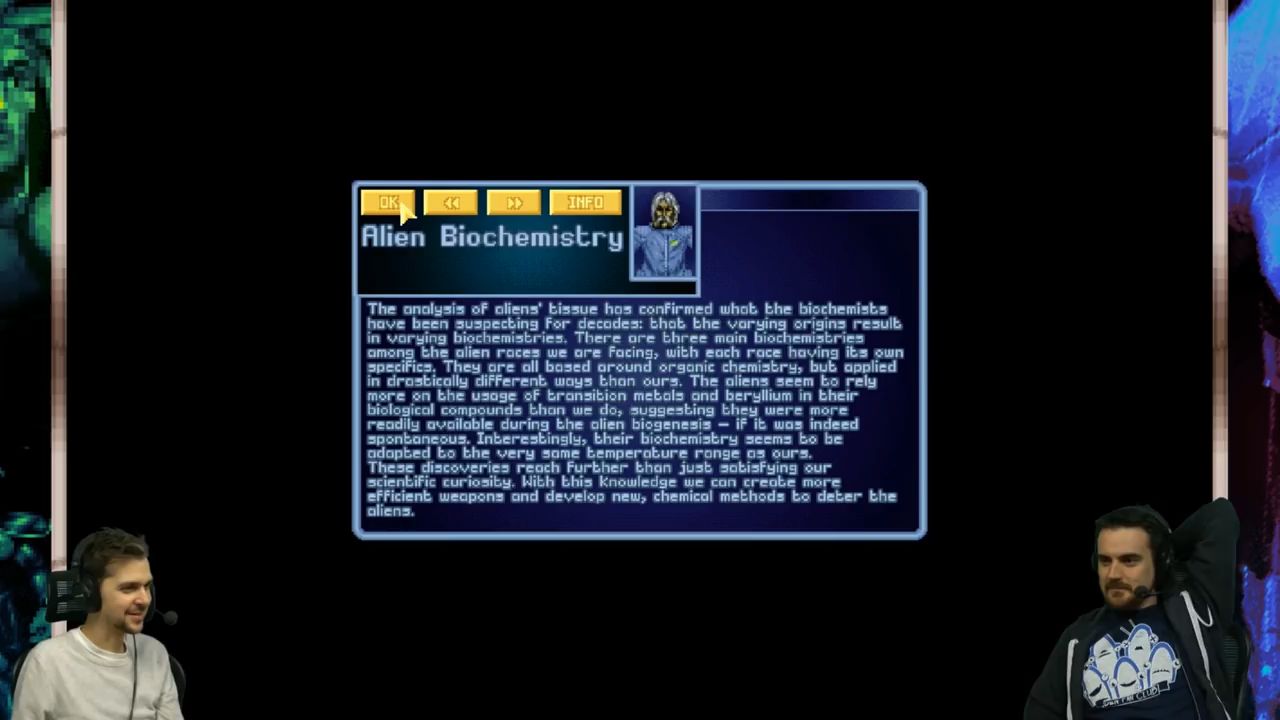 OK
INFO
Alien Biochemistry
The analysis of aliens' tissue has confirmed what the biochemists
have been suspecting for decades: that the varying origins result
in varying biochemistries. There are three main biochemistries
among the alien races we are facing, with each race having its own
specifics. They are all based around organic chemistry, but applied
in drastically different ways than ours. The aliens seem to rely
more on the usage of transition metals and beryllium in their
biological compounds than we do, suggesting they were more
readily available during the alien biogenesis – if it was indeed
spontaneous. Interestingly, their biochemistry seems to be
adapted to the very same temperature range as ours.
These discoveries reach further than just satisfying our
scientific curiosity. With this knowledge we can create more
efficient weapons and develop new, chemical methods to deter the
aliens.
FAN CLUB